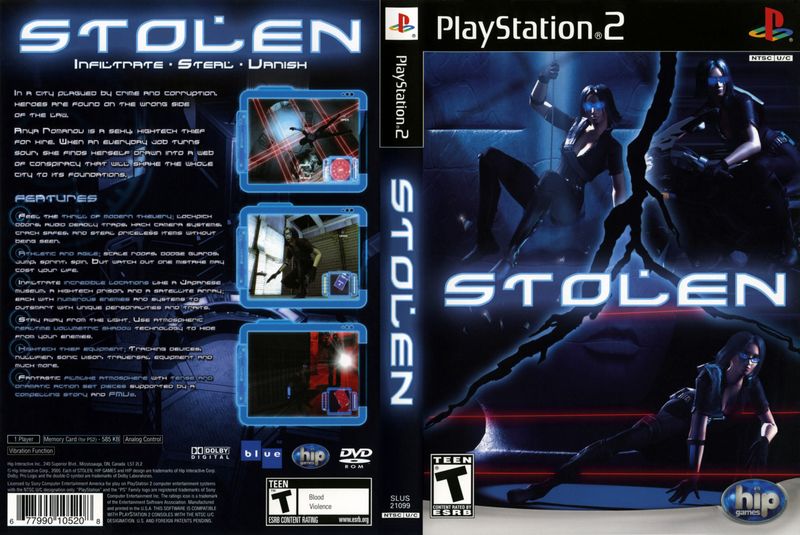 STOLEN
Infiltrate · Steal · Vanish
In a city plagued by crime and corruption,
heroes are found on the wrong side
of the law.
Anya Romanov is a sexy, hightech thief
for hire. When an everyday job turns
sour, she finds herself drawn into a web
of conspiracy that will shake the whole
city to its foundations.
FEATURES
Feel the thrill of modern thievery; lockpick
doors, avoid deadly traps, hack camera systems,
crack safes, and steal priceless items without
being seen.
Athletic and agile; scale roofs, dodge guards,
jump, sprint, spin. But watch out one mistake may
cost your life.
Infiltrate incredible locations like a Japanese
museum, a hightech prison, and a satellite array;
each with numerous enemies and systems to
outsmart with unique personalities and traits.
Stay away from the light. Use atmospheric
realtime volumetric shadow technology to hide
from your enemies.
Hightech thief equipment; Tracking devices,
nullifier, sonic vison, traversal equipment and
much more.
Fantastic filmlike atmosphere with tense and
dramatic action set pieces supported by a
compelling story and FMVs.
1 Player
Memory Card (for PS2) - 585 KB
Analog Control
Vibration Function
DOLBY
DIGITAL
blue
hip
games
DVD
ROM
TEEN
T
Blood
Violence
ESRB CONTENT RATING
www.esrb.org
6 77990 10520 8
PlayStation®2
STOLEN
SLUS
21099
NTSC U/C
PlayStation®2
NTSC U/C
STOLEN
TEEN
T
CONTENT RATED BY
ESRB
hip
games